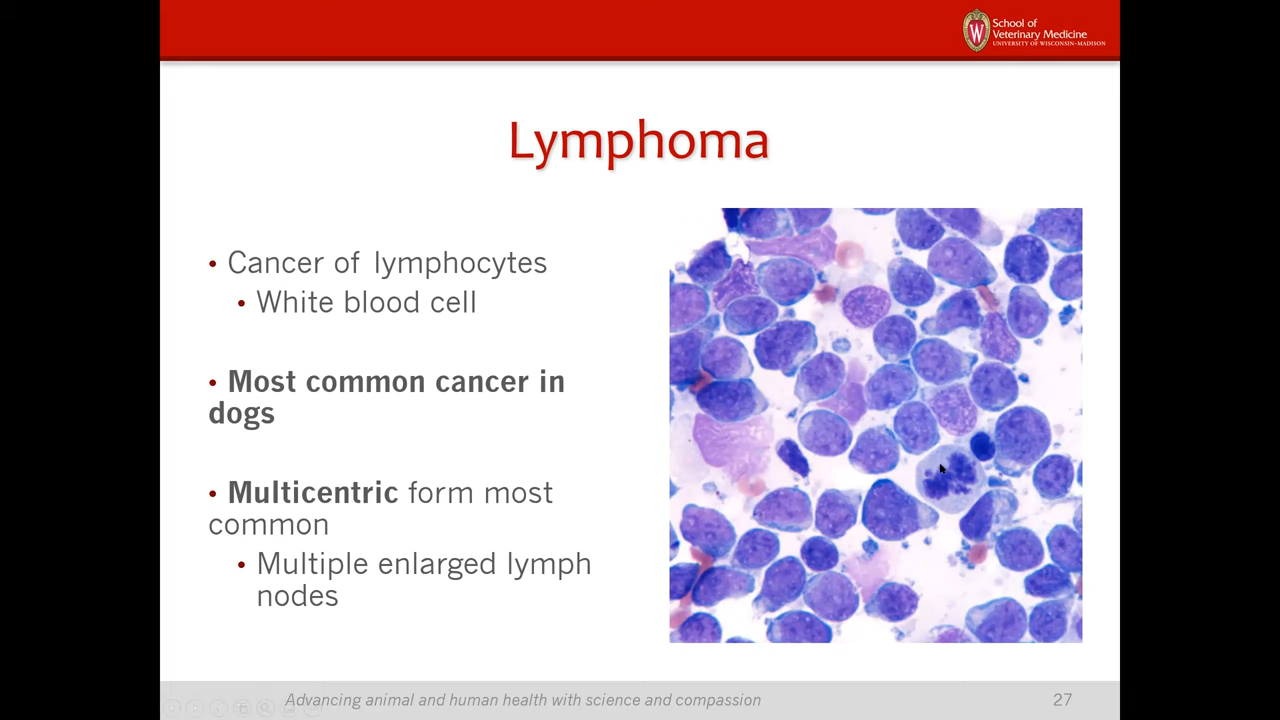 School of
Veterinary Medicine
UNIVERSITY OF WISCONSIN-MADISON
Lymphoma
• Cancer of lymphocytes
• White blood cell
• Most common cancer in
dogs
• Multicentric form most
common
• Multiple enlarged lymph
nodes
Advancing animal and human health with science and compassion
27